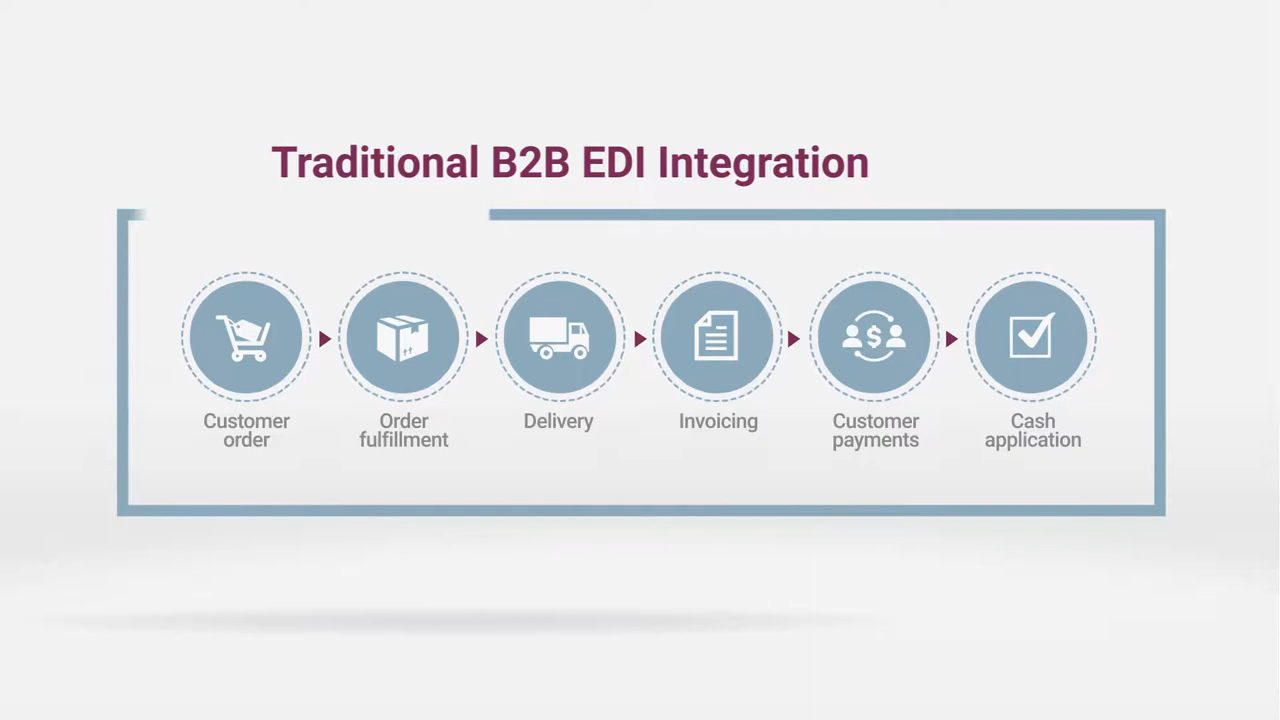 Traditional B2B EDI Integration
Customer
order
Order
fulfillment
Delivery
Invoicing
$
Customer
payments
Cash
application